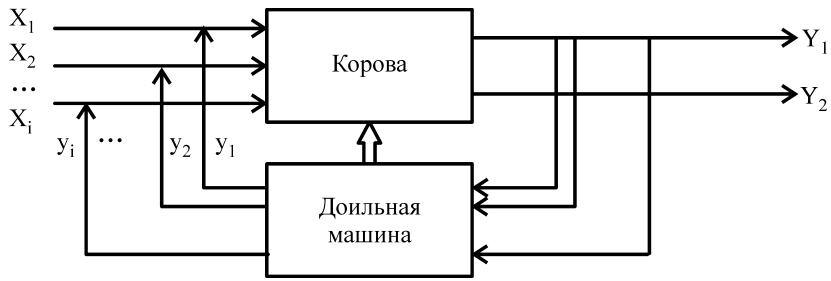 X1
Корова
Y1
X2
...
Xi
Y2
yi
...
y2
y1
Доильная
машина